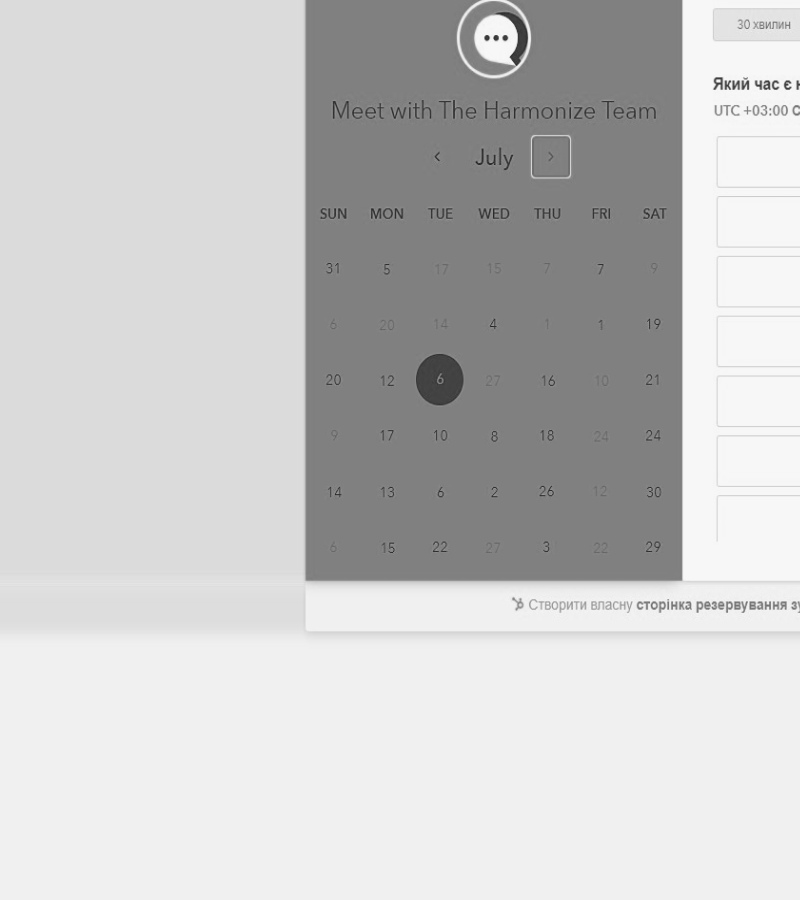 30 хвилин
Який час є
UTC +03:00
Meet with The Harmonize Team
July
SUN MON TUE WED THU FRI SAT
31 5 17 15 7 7 9
6 20 14 4 1 1 19
20 12 6 27 16 10 21
9 17 10 8 18 24 24
14 13 6 2 26 12 30
6 15 22 27 3 22 29
Створити власну сторінка резервування